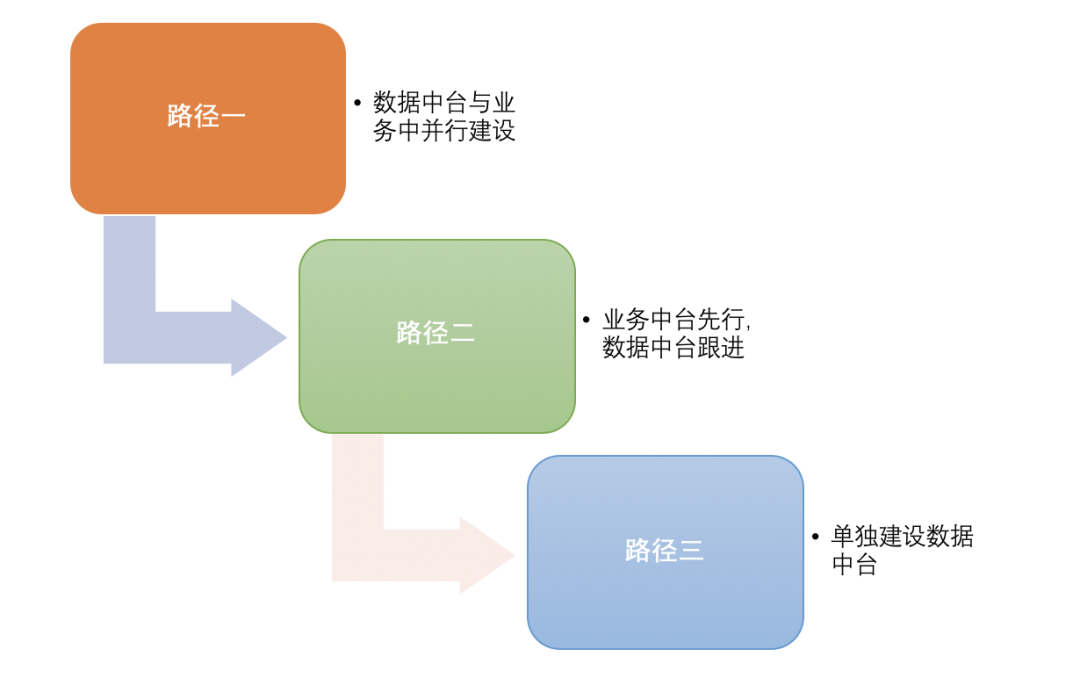 路径一
• 数据中台与业
务中并行建设
路径二
• 业务中台先行,
数据中台跟进
路径三
• 单独建设数据
中台